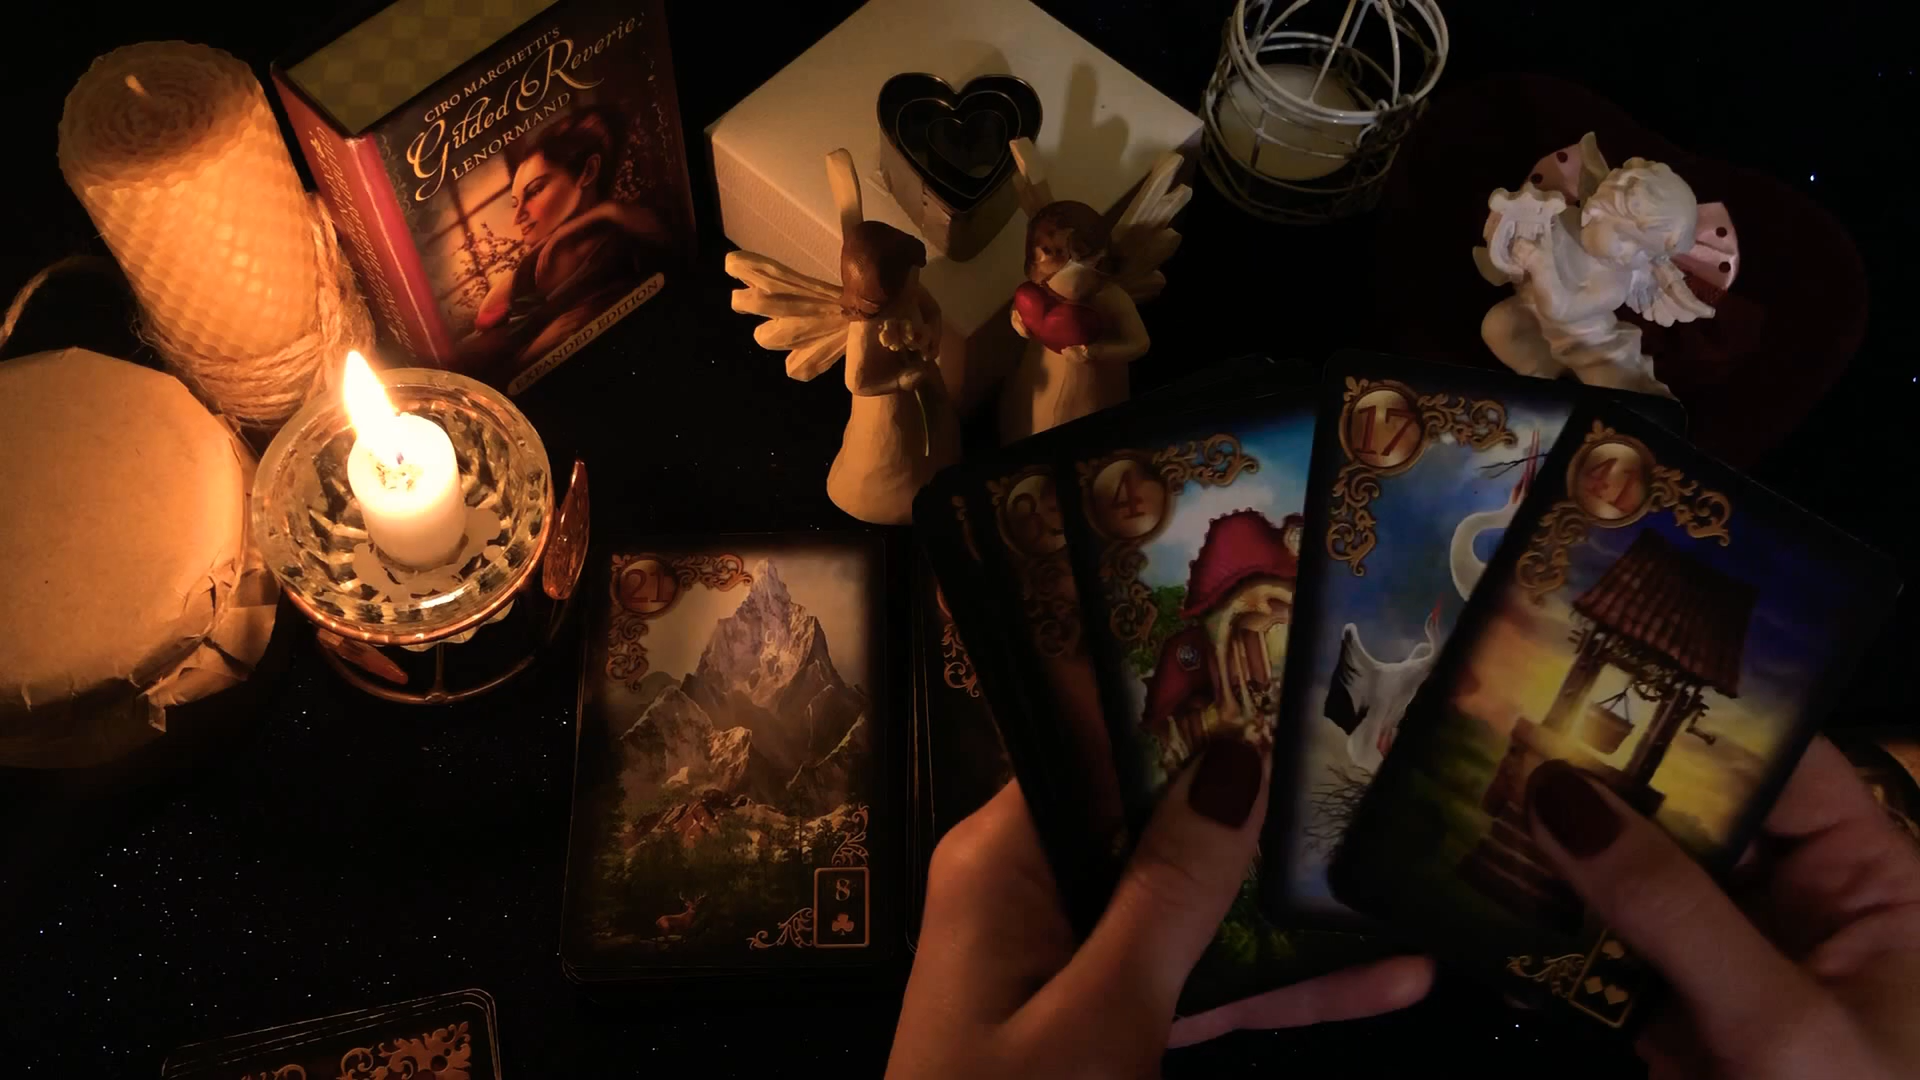 CIRO MARCHETTI'S
Gilded Reverie
LENORMAND
EXPANDED EDITION
21
8
4
17
41